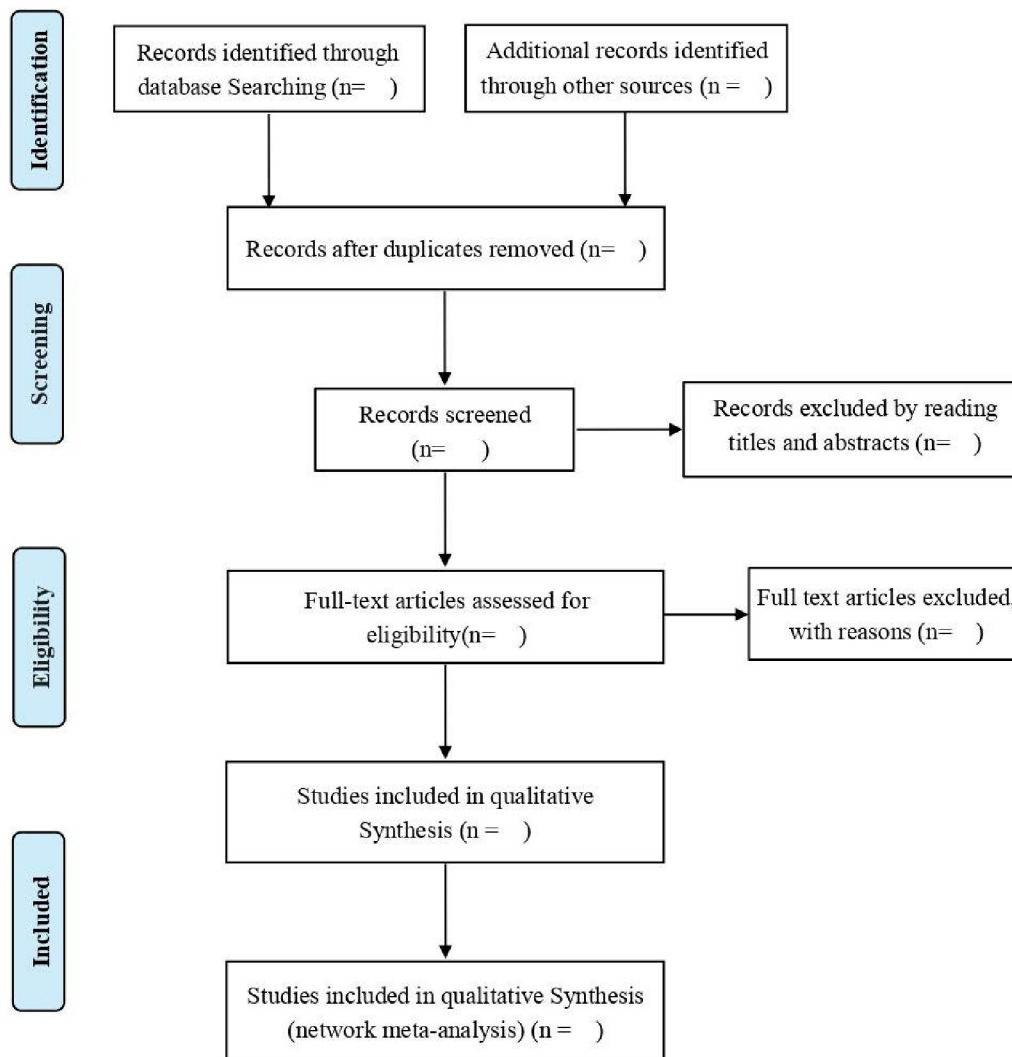 Identification
Records identified through
database Searching (n= )
Additional records identified
through other sources (n = )
Records after duplicates removed (n= )
Screening
Records screened
(n= )
Records excluded by reading
titles and abstracts (n= )
Eligibility
Full-text articles assessed for
eligibility(n= )
Full text articles excluded,
with reasons (n= )
Included
Studies included in qualitative
Synthesis (n = )
Studies included in qualitative Synthesis
(network meta-analysis) (n = )